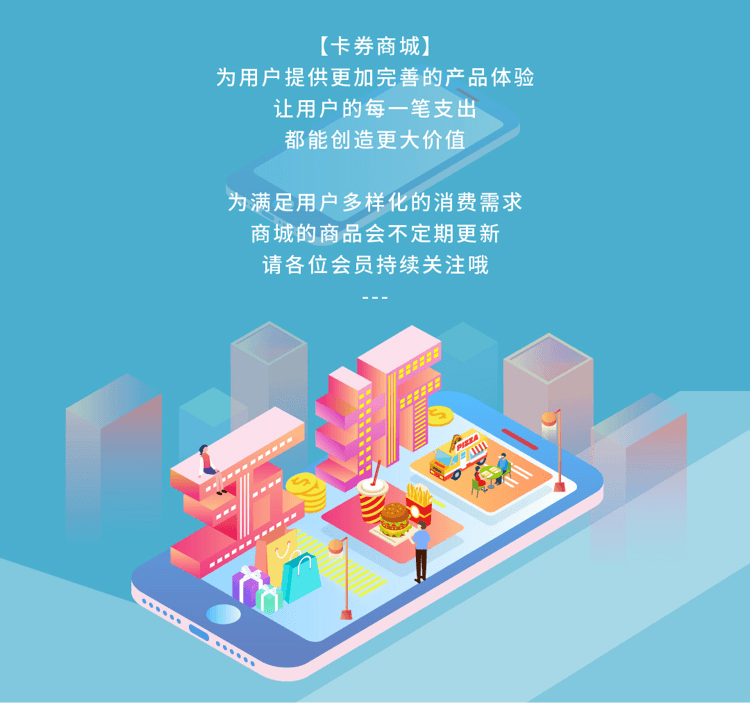 【卡券商城】
为用户提供更加完善的产品体验
让用户的每一笔支出
都能创造更大价值
为满足用户多样化的消费需求
商城的商品会不定期更新
请各位会员持续关注哦
---
PIZZA